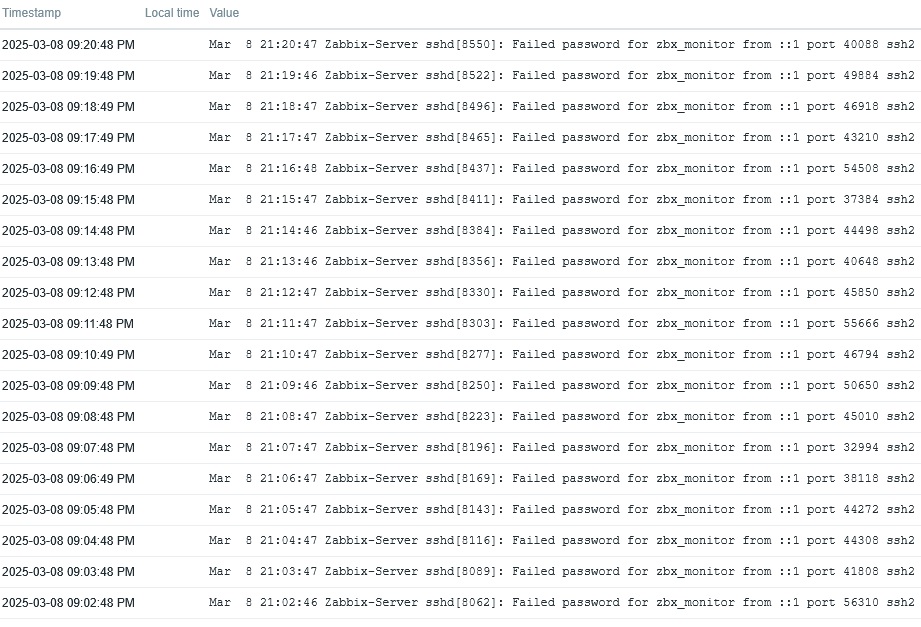 Timestamp Local time Value
2025-03-08 09:20:48 PM Mar  8 21:20:47 Zabbix-Server sshd[8550]: Failed password for zbx_monitor from ::1 port 40088 ssh2
2025-03-08 09:19:48 PM Mar  8 21:19:46 Zabbix-Server sshd[8522]: Failed password for zbx_monitor from ::1 port 49884 ssh2
2025-03-08 09:18:49 PM Mar  8 21:18:47 Zabbix-Server sshd[8496]: Failed password for zbx_monitor from ::1 port 46918 ssh2
2025-03-08 09:17:49 PM Mar  8 21:17:47 Zabbix-Server sshd[8465]: Failed password for zbx_monitor from ::1 port 43210 ssh2
2025-03-08 09:16:49 PM Mar  8 21:16:48 Zabbix-Server sshd[8437]: Failed password for zbx_monitor from ::1 port 54508 ssh2
2025-03-08 09:15:48 PM Mar  8 21:15:47 Zabbix-Server sshd[8411]: Failed password for zbx_monitor from ::1 port 37384 ssh2
2025-03-08 09:14:48 PM Mar  8 21:14:46 Zabbix-Server sshd[8384]: Failed password for zbx_monitor from ::1 port 44498 ssh2
2025-03-08 09:13:48 PM Mar  8 21:13:46 Zabbix-Server sshd[8356]: Failed password for zbx_monitor from ::1 port 40648 ssh2
2025-03-08 09:12:48 PM Mar  8 21:12:47 Zabbix-Server sshd[8330]: Failed password for zbx_monitor from ::1 port 45850 ssh2
2025-03-08 09:11:48 PM Mar  8 21:11:47 Zabbix-Server sshd[8303]: Failed password for zbx_monitor from ::1 port 55666 ssh2
2025-03-08 09:10:49 PM Mar  8 21:10:47 Zabbix-Server sshd[8277]: Failed password for zbx_monitor from ::1 port 46794 ssh2
2025-03-08 09:09:48 PM Mar  8 21:09:46 Zabbix-Server sshd[8250]: Failed password for zbx_monitor from ::1 port 50650 ssh2
2025-03-08 09:08:48 PM Mar  8 21:08:47 Zabbix-Server sshd[8223]: Failed password for zbx_monitor from ::1 port 45010 ssh2
2025-03-08 09:07:48 PM Mar  8 21:07:47 Zabbix-Server sshd[8196]: Failed password for zbx_monitor from ::1 port 32994 ssh2
2025-03-08 09:06:49 PM Mar  8 21:06:47 Zabbix-Server sshd[8169]: Failed password for zbx_monitor from ::1 port 38118 ssh2
2025-03-08 09:05:48 PM Mar  8 21:05:47 Zabbix-Server sshd[8143]: Failed password for zbx_monitor from ::1 port 44272 ssh2
2025-03-08 09:04:48 PM Mar  8 21:04:47 Zabbix-Server sshd[8116]: Failed password for zbx_monitor from ::1 port 44308 ssh2
2025-03-08 09:03:48 PM Mar  8 21:03:47 Zabbix-Server sshd[8089]: Failed password for zbx_monitor from ::1 port 41808 ssh2
2025-03-08 09:02:48 PM Mar  8 21:02:46 Zabbix-Server sshd[8062]: Failed password for zbx_monitor from ::1 port 56310 ssh2